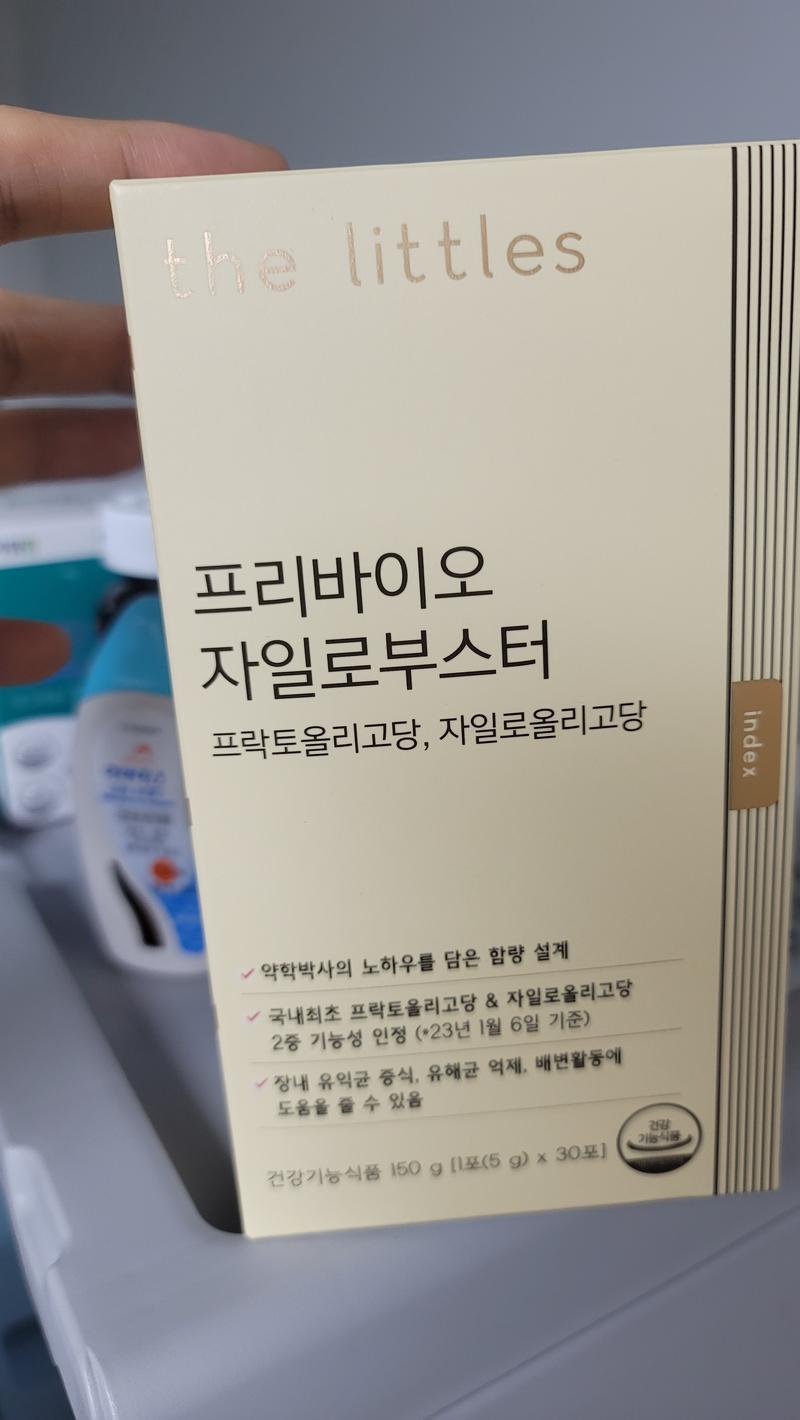 the littles
프리바이오
자일로부스터
프락토올리고당, 자일로올리고당
index
약학박사의 노하우를 담은 함량 설계
국내최초 프락토올리고당 & 자일로올리고당
2중 기능성 인정 (*23년 1월 6일 기준)
장내 유익균 증식, 유해균 억제, 배변활동에
도움을 줄 수 있음
건강기능식품 150 g [1포(5 g) x 30포]
건강
기능식품